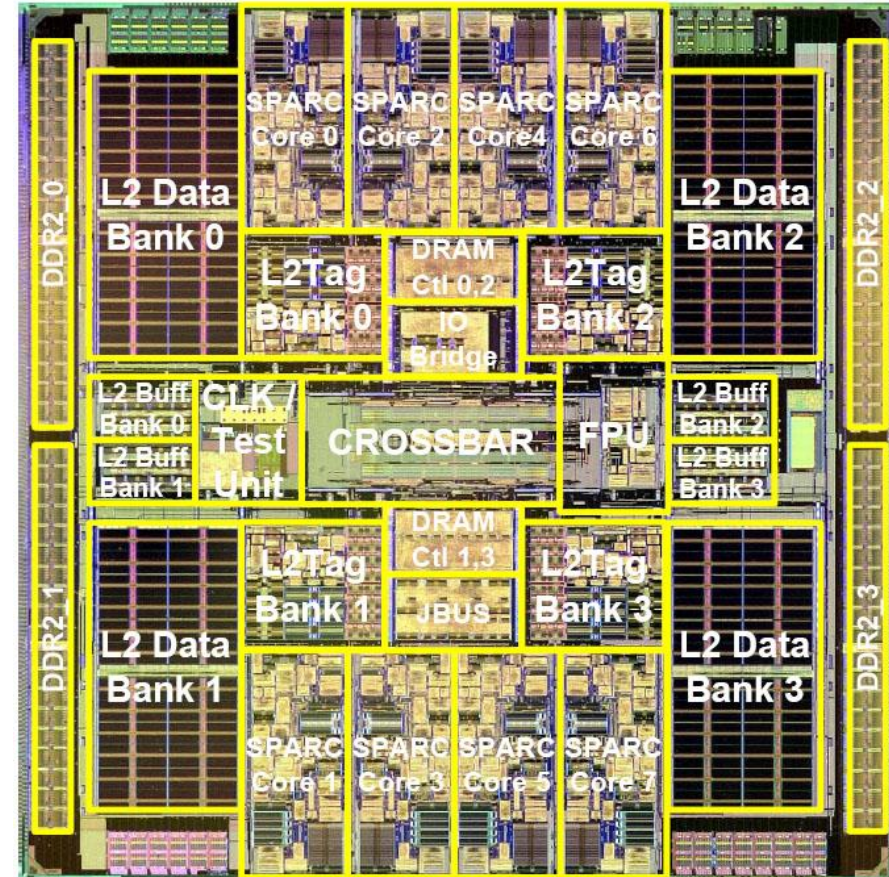 SPARC
Core 0
SPARC
Core 2
SPARC
Core4
SPARC
Core 6
DDR2_0
L2 Data
Bank 0
L2 Data
Bank 2
DDR2_2
L2Tag
Bank 0
DRAM
Ctl 0,2
IO
Bridge
L2Tag
Bank 2
L2 Buff
Bank 0
L2 Buff
Bank 1
CLK /
Test
Unit
CROSSBAR
FPU
L2 Buff
Bank 2
L2 Buff
Bank 3
DDR2_1
L2 Data
Bank 1
L2Tag
Bank 1
DRAM
Ctl 1,3
JBUS
L2Tag
Bank 3
L2 Data
Bank 3
DDR2_3
SPARC
Core 1
SPARC
Core 3
SPARC
Core 5
SPARC
Core 7